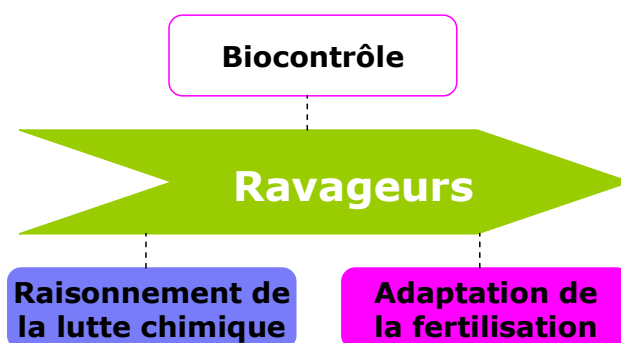 Biocontrôle
Ravageurs
Raisonnement de
la lutte chimique
Adaptation de
la fertilisation